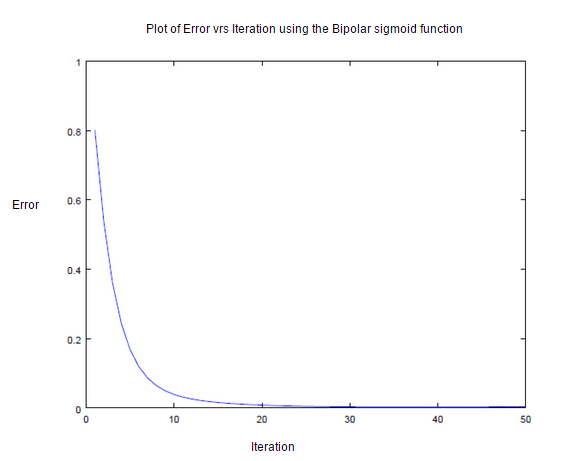 Plot of Error vrs Iteration using the Bipolar sigmoid function
1
0.8
0.6
Error
0.4
0.2
0
0 10 20 30 40 50
Iteration